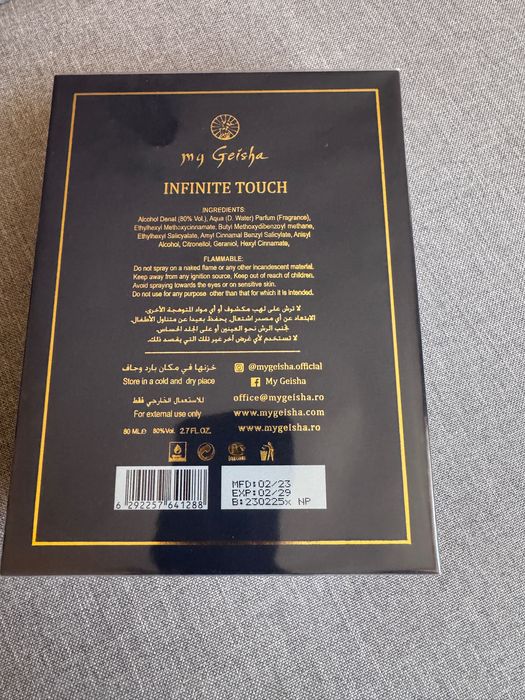 my Geisha
INFINITE TOUCH
INGREDIENTS:
Alcohol Denat (80% Vol.), Aqua (D. Water) Parfum (Fragrance),
Ethylhexyl Methoxycinnamate, Butyl Methoxydibenzoyl methane,
Ethylhexyl Salicyalate, Amyl Cinnamal Benzyl Salicylate, Anisyl
Alcohol, Citronellol, Geraniol, Hexyl Cinnamate,
FLAMMABLE:
Do not spray on a naked flame or any other incandescent material.
Keep away from any ignition source, Keep out of reach of children.
Avoid spraying towards the eyes or on sensitive skin.
Do not use for any purpose other than that for which it is intended.
لا ترش على لهب مكشوف أو أي مواد المتوهجة الأخرى.
الابتعاد عن أي مصدر اشتعال. يحفظ بعيدا عن متناول الأطفال.
تجنب الرش نحو العينين أو على الجلد الحساس.
لا تستخدم لأي غرض آخر غير تلك التي يقصد ذلك.
خزنها في مكان بارد وجاف
Store in a cold and dry place
للاستعمال الخارجي فقط
For external use only
80 ML℮ 80%Vol. 2.7 FL.OZ.
@mygeisha.official
My Geisha
office@mygeisha.ro
www.mygeisha.com
www.mygeisha.ro
6 292257 641288
MFD:02/23
EXP:02/29
B:230225x NP